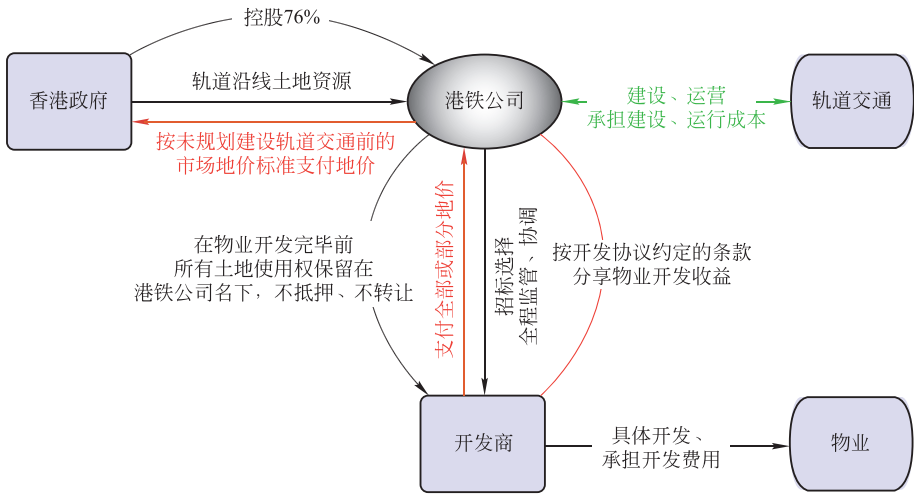 控股76%
轨道沿线土地资源
香港政府
港铁公司
建设、运营
承担建设、运行成本
轨道交通
按未规划建设轨道交通前的
市场地价标准支付地价
在物业开发完毕前
所有土地使用权保留在
港铁公司名下，不抵押、不转让
支付全部或部分地价
招标选择
全程监管、协调
按开发协议约定的条款
分享物业开发收益
开发商
具体开发、
承担开发费用
物业